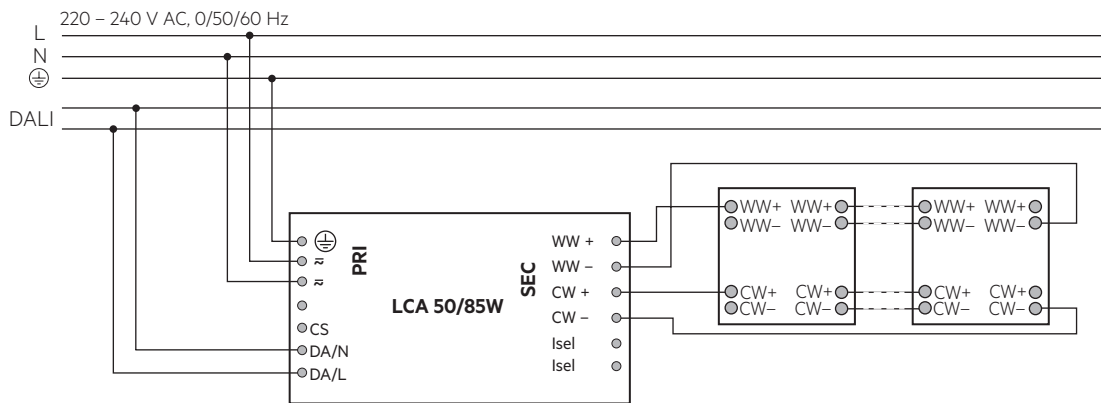 220 – 240 V AC, 0/50/60 Hz
L
N
DALI
PRI
≂
≂
CS
DA/N
DA/L
LCA 50/85W
SEC
WW +
WW –
CW +
CW –
Isel
Isel
WW+ WW+
WW– WW–
CW+ CW+
CW– CW–
WW+ WW+
WW– WW–
CW+ CW+
CW– CW–